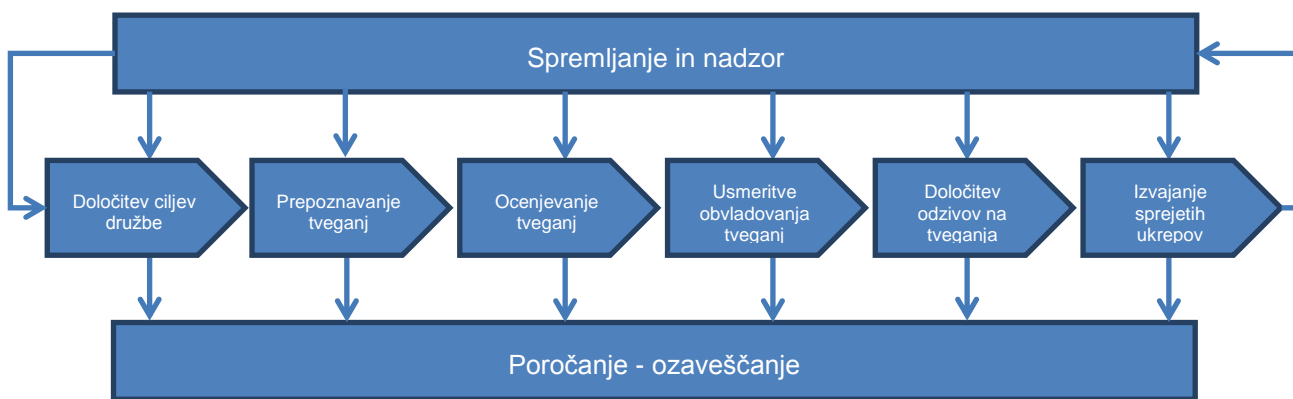 Spremljanje in nadzor
Določitev ciljev
družbe
Prepoznavanje
tveganj
Ocenjevanje
tveganj
Usmeritve
obvladovanja
tveganj
Določitev
odzivov na
tveganja
Izvajanje
sprejetih
ukrepov
Poročanje - ozaveščanje